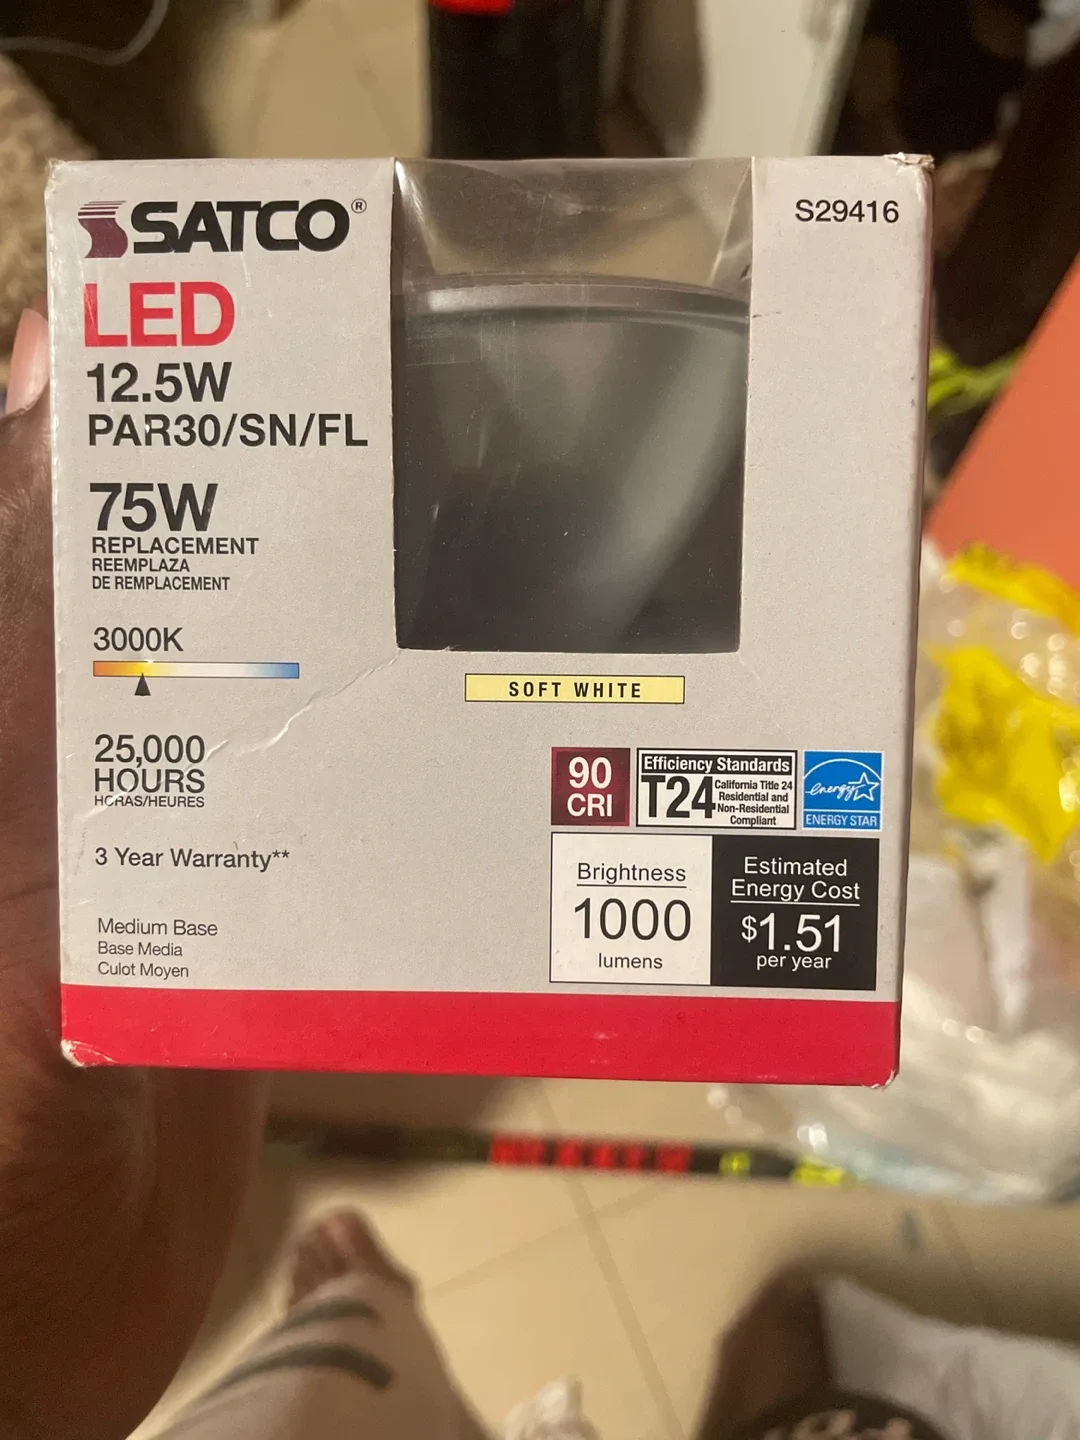 SATCO®
S29416
LED
12.5W
PAR30/SN/FL
75W
REPLACEMENT
REEMPLAZA
DE REMPLACEMENT
3000K
SOFT WHITE
25,000
HOURS
HORAS/HEURES
3 Year Warranty**
Medium Base
Base Media
Culot Moyen
90
CRI
Efficiency Standards
T24
California Title 24
Residential and
Non-Residential
Compliant
energy
ENERGY STAR
Brightness
1000
lumens
Estimated
Energy Cost
$1.51
per year